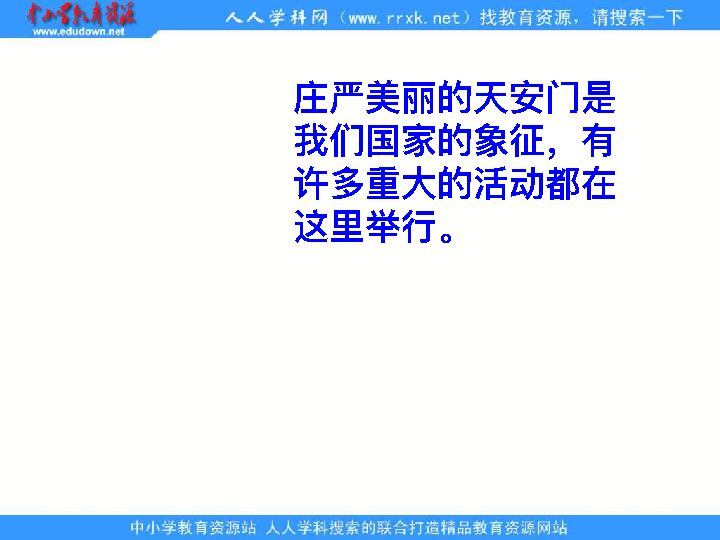 中小学教育资源
www.edudown.net
人人学科网（www.rrxk.net）找教育资源，请搜索一下
庄严美丽的天安门是
我们国家的象征，有
许多重大的活动都在
这里举行。
中小学教育资源站 人人学科搜索的联合打造精品教育资源网站